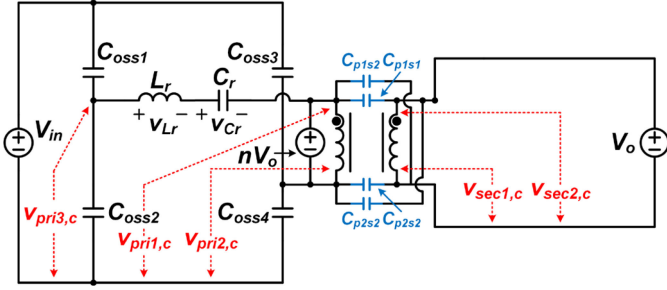 Coss1
Coss3
Cp1s2
Cp1s1
Lr
Cr
+ vLr −
+ vCr −
Vin
nVo
Vo
vpri3,c
Coss2
vpri1,c
vpri2,c
Coss4
Cp2s2
Cp2s2
vsec1,c
vsec2,c